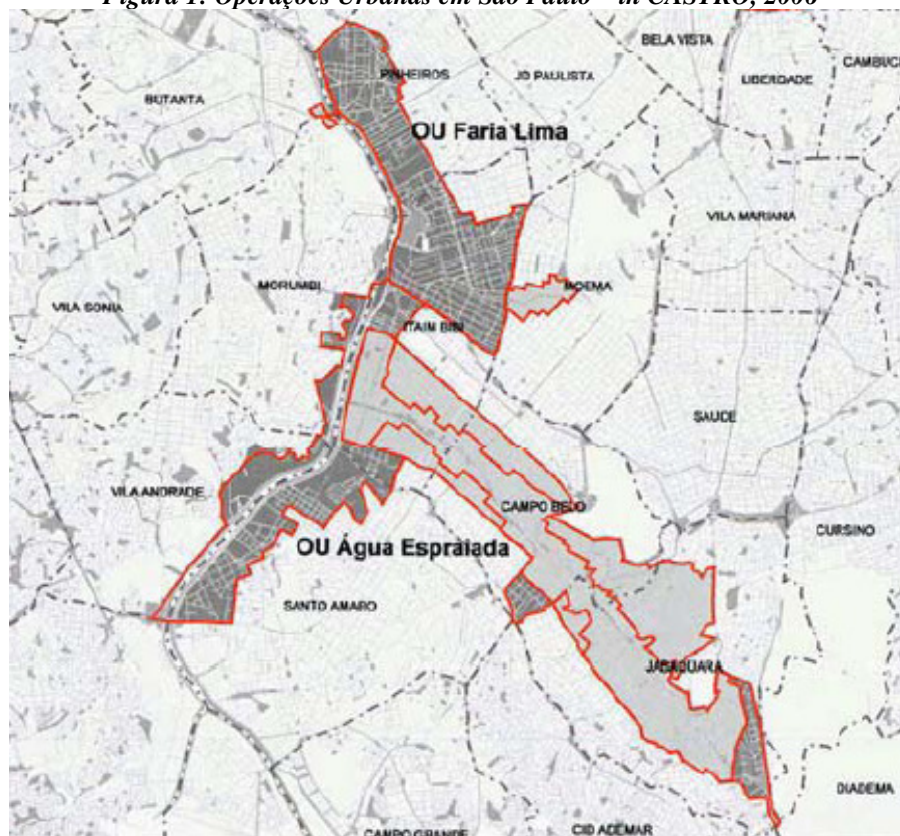 Figura 1: Operações Urbanas em São Paulo – in CASTRO, 2006
BELA VISTA
CAMBUCI
PINHEIROS
JD PAULISTA
LIBERDADE
BUTANTA
OU Faria Lima
VILA MARIANA
MORUMBI
MOEMA
VILA SONIA
ITAIM BIBI
SAUDE
VILA ANDRADE
CAMPO BELO
CURSINO
OU Água Espraiada
SANTO AMARO
JABAQUARA
DIADEMA
CAMPO GRANDE
CID ADEMAR